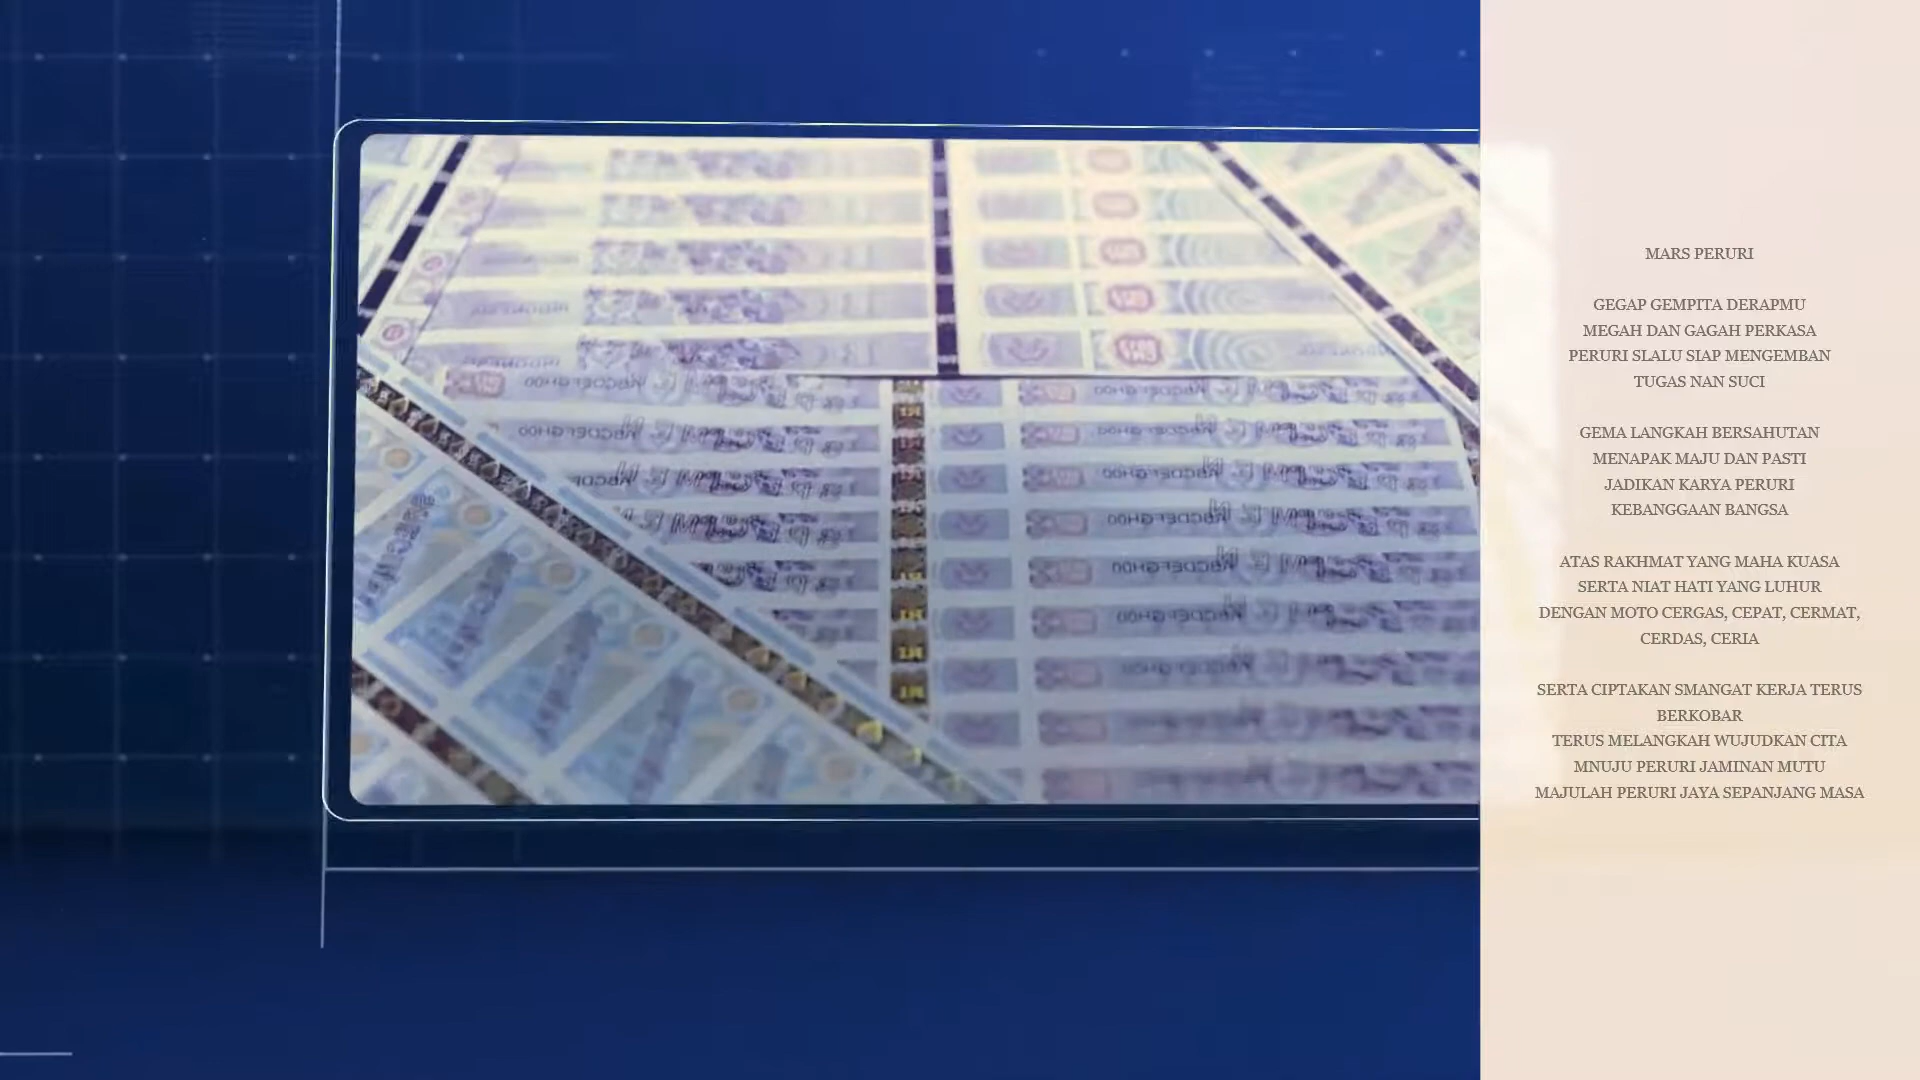 MARS PERURI
GEGAP GEMPITA DERAPMU
MEGAH DAN GAGAH PERKASA
PERURI SLALU SIAP MENGEMBAN
TUGAS NAN SUCI
GEMA LANGKAH BERSAHUTAN
MENAPAK MAJU DAN PASTI
JADIKAN KARYA PERURI
KEBANGGAAN BANGSA
ATAS RAKHMAT YANG MAHA KUASA
SERTA NIAT HATI YANG LUHUR
DENGAN MOTO CERGAS, CEPAT, CERMAT,
CERDAS, CERIA
SERTA CIPTAKAN SMANGAT KERJA TERUS
BERKOBAR
TERUS MELANGKAH WUJUDKAN CITA
MNUJU PERURI JAMINAN MUTU
MAJULAH PERURI JAYA SEPANJANG MASA